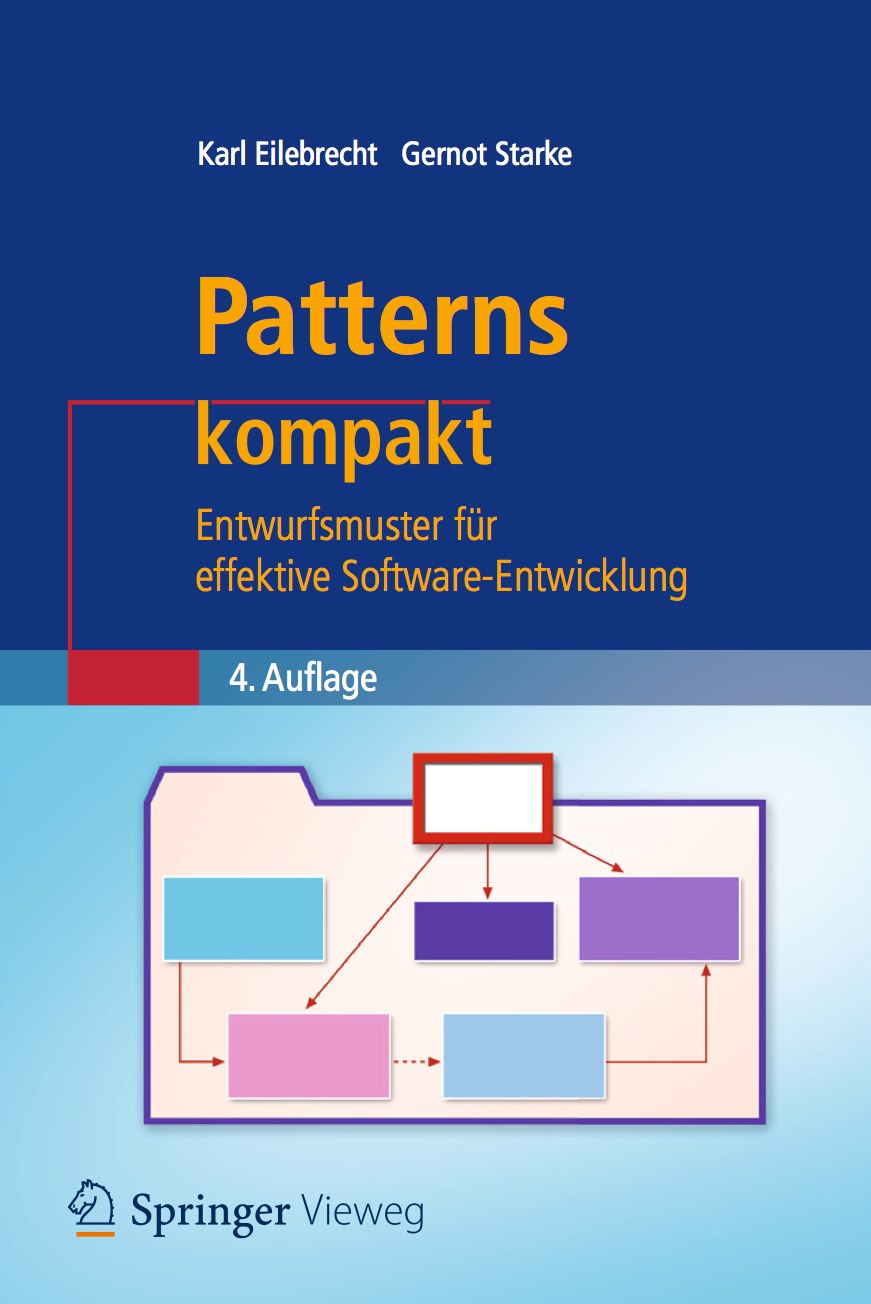 Karl Eilebrecht Gernot Starke
Patterns
kompakt
Entwurfsmuster für
effektive Software-Entwicklung
4. Auflage
Springer Vieweg